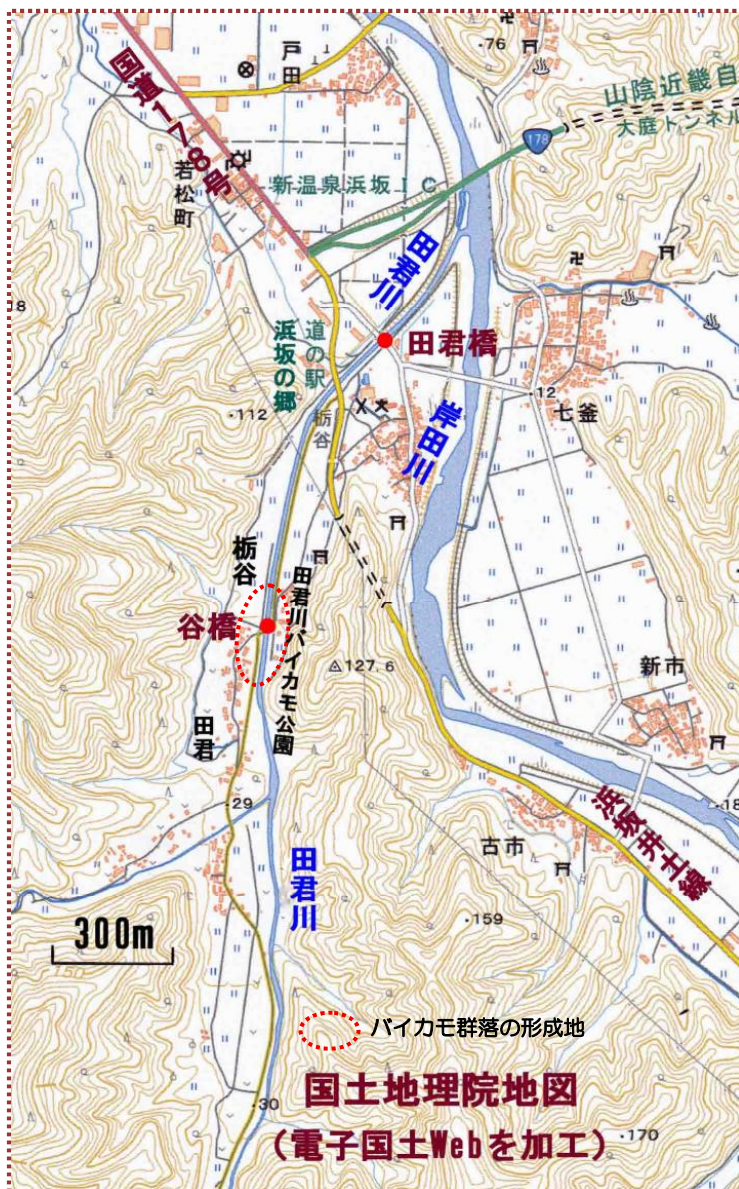 ・76
戸田
国道178号
山陰近畿自
大庭トンネル
178
若松町
新温泉浜坂IC
田君川
道の駅
浜坂の郷
田君橋
栃谷
・12
七釜
・112
岸田川
栃谷
谷橋
田君川バイカモ公園
127.6
新市
田君
・29
・18
浜坂井土線
古市
田君川
300m
・159
バイカモ群落の形成地
国土地理院地図
(電子国土Webを加工)
・30
・170